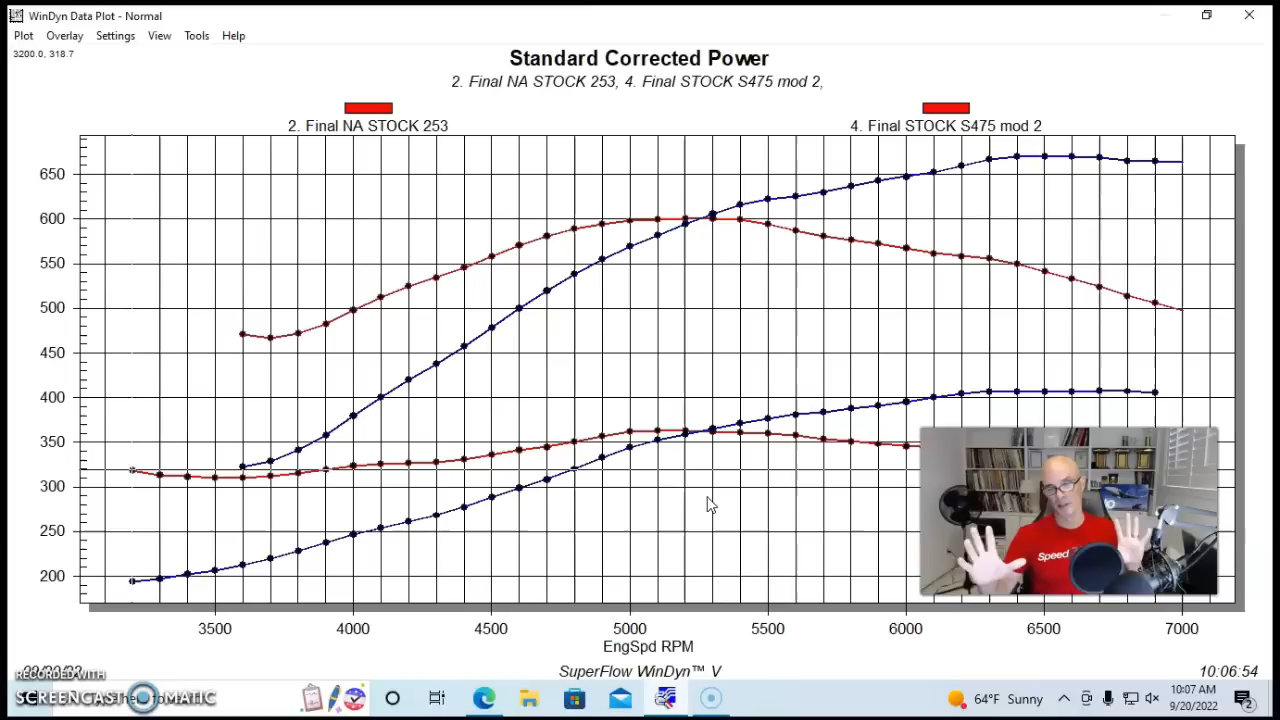 WinDyn Data Plot - Normal
Plot Overlay Settings View Tools Help
3200.0, 318.7
Standard Corrected Power
2. Final NA STOCK 253, 4. Final STOCK S475 mod 2,
2. Final NA STOCK 253
4. Final STOCK S475 mod 2
650
600
550
500
450
400
350
300
250
200
3500 4000 4500 5000 5500 6000 6500 7000
EngSpd RPM
SuperFlow WinDyn™ V
10:06:54
Speed
RECORDED WITH
SCREENCAST MATIC
64°F Sunny
10:07 AM
9/20/2022
2